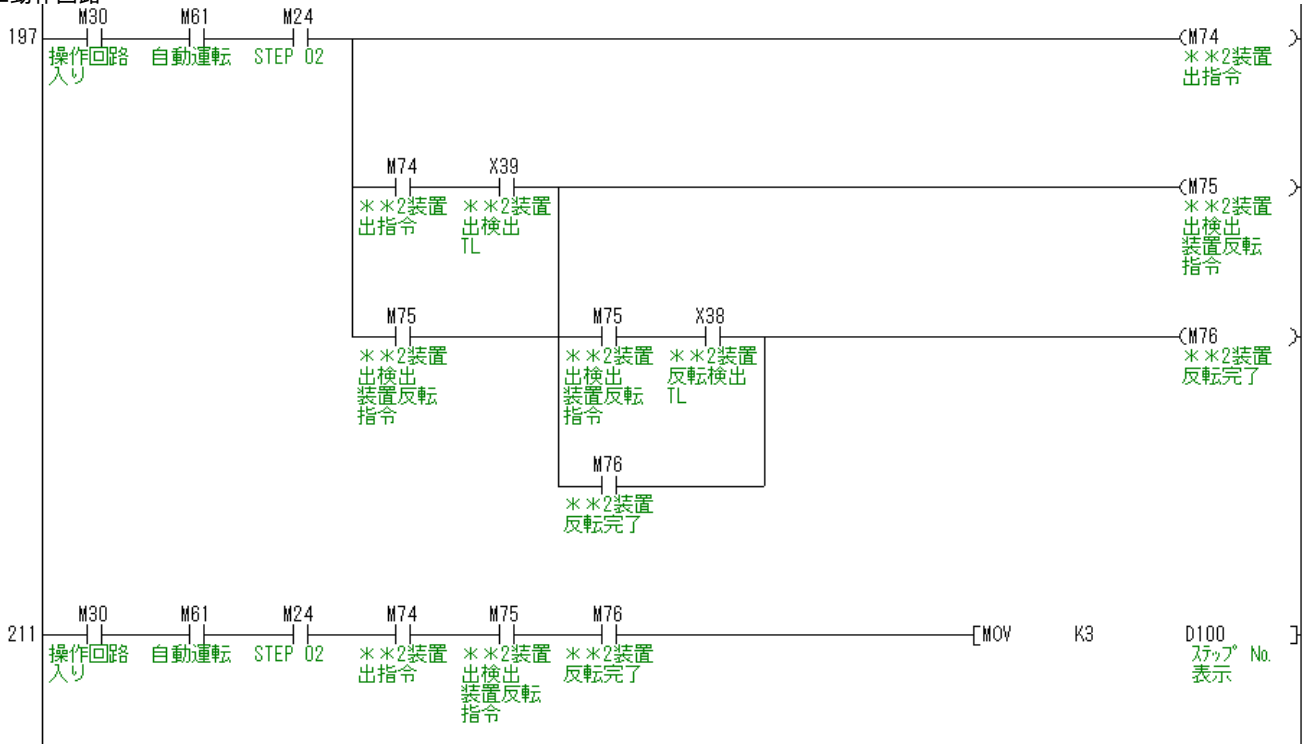 M30 M61 M24
197 (M74 )
操作回路 自動運転 STEP 02 **2装置
入り 出指令
M74 X39
(M75 )
**2装置 **2装置 **2装置
出指令 出検出 出検出
TL 装置反転
指令
M75 M75 X38
(M76 )
**2装置 **2装置 **2装置 **2装置
出検出 出検出 反転検出 反転完了
装置反転 装置反転 TL
指令 指令
M76
**2装置
反転完了
M30 M61 M24 M74 M75 M76
211 [MOV K3 D100 ]
操作回路 自動運転 STEP 02 **2装置 **2装置 **2装置 ステップ No.
入り 出指令 出検出 反転完了 表示
装置反転
指令